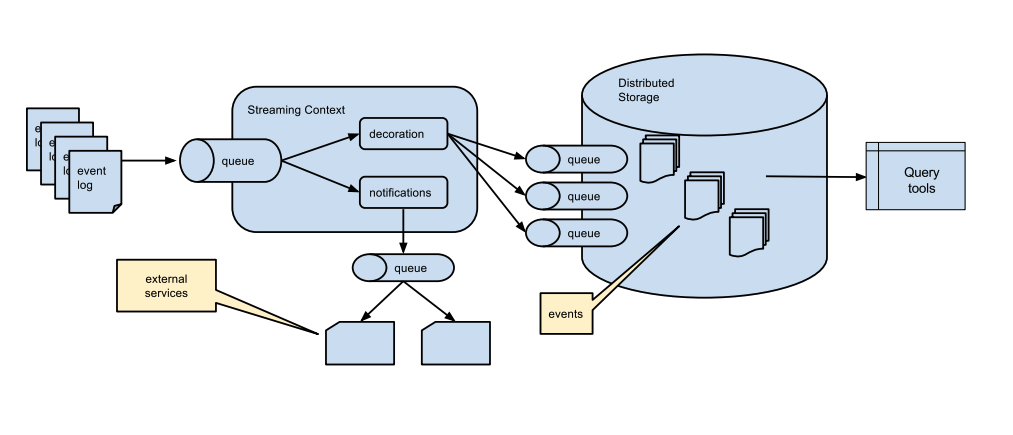 Distributed
Storage
Streaming Context
decoration
event
log
queue
queue
notifications
queue
queue
Query
tools
queue
external
services
events